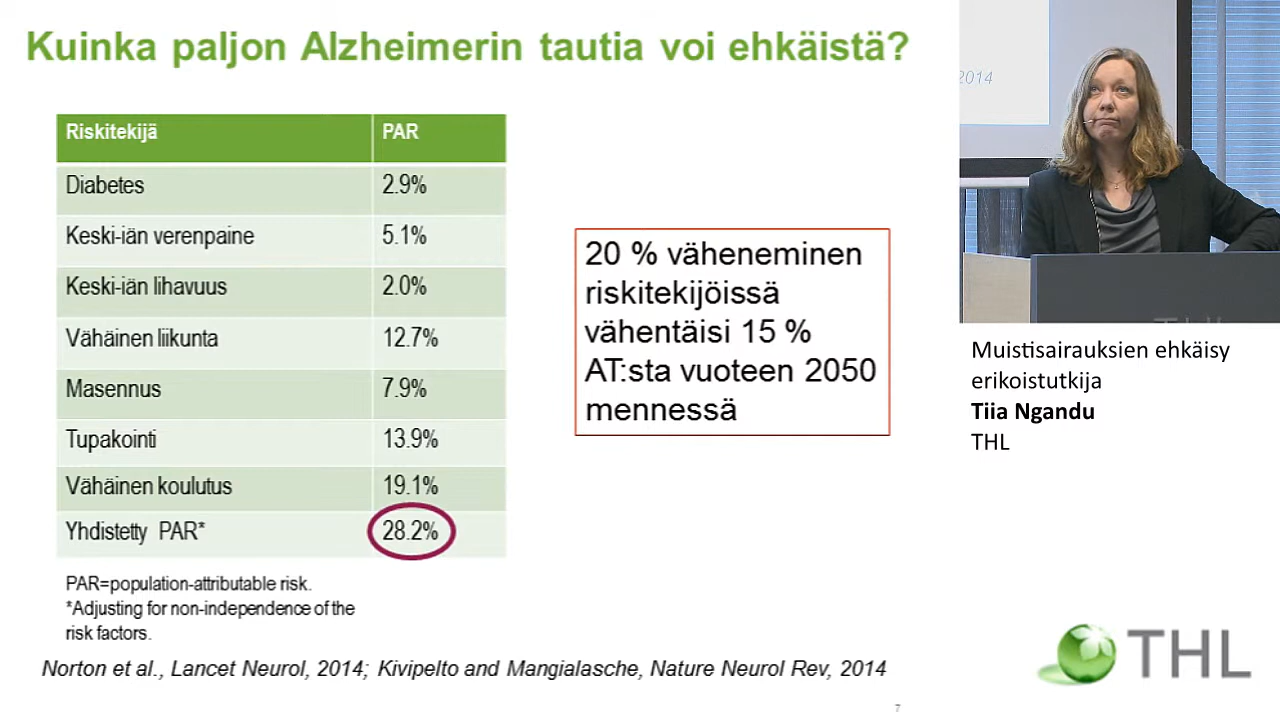 Kuinka paljon Alzheimerin tautia voi ehkäistä?
Riskitekijä PAR
Diabetes 2.9%
Keski-iän verenpaine 5.1%
Keski-iän lihavuus 2.0%
Vähäinen liikunta 12.7%
Masennus 7.9%
Tupakointi 13.9%
Vähäinen koulutus 19.1%
Yhdistetty PAR* 28.2%
PAR=population-attributable risk.
*Adjusting for non-independence of the
risk factors.
Norton et al., Lancet Neurol, 2014; Kivipelto and Mangialasche, Nature Neurol Rev, 2014
20 % väheneminen
riskitekijöissä
vähentäisi 15 %
AT:sta vuoteen 2050
mennessä
7
2014
THL
Muistisairauksien ehkäisy
erikoistutkija
Tiia Ngandu
THL
THL